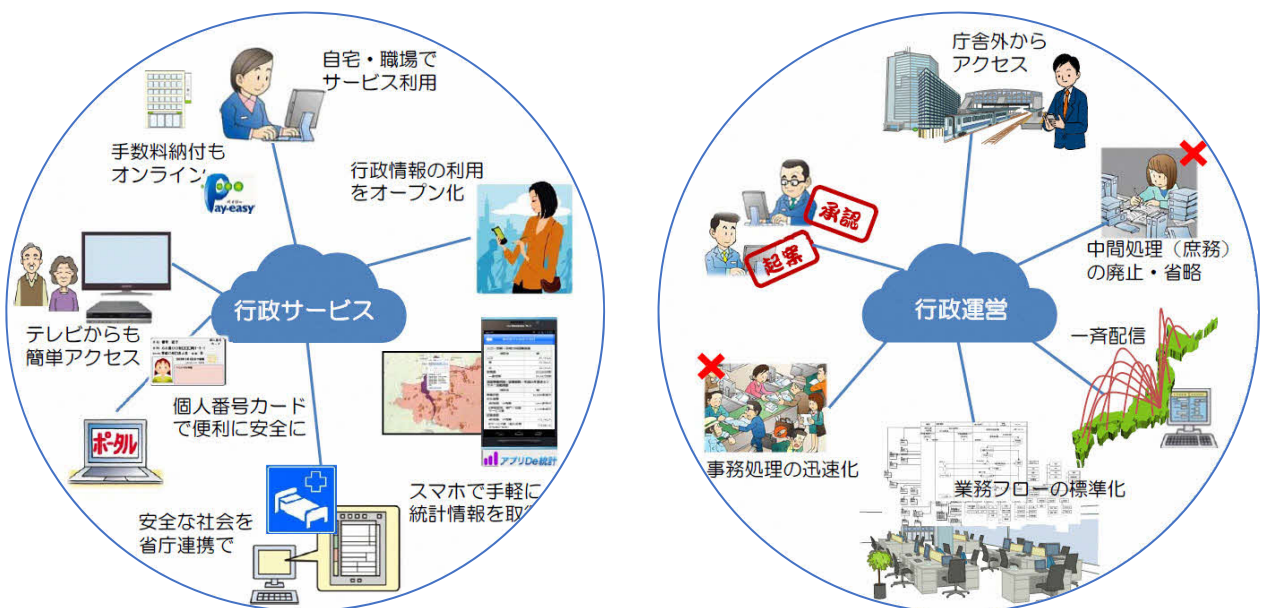 自宅・職場で
サービス利用
手数料納付も
オンライン
ペイジー
Pay-easy
行政情報の利用
をオープン化
行政サービス
テレビからも
簡単アクセス
個人番号カード
で便利に安全に
ポータル
アプリDe統計
スマホで手軽に
統計情報を取得
安全な社会を
省庁連携で
庁舎外から
アクセス
承認
起案
中間処理(庶務)
の廃止・省略
行政運営
一斉配信
事務処理の迅速化
業務フローの標準化